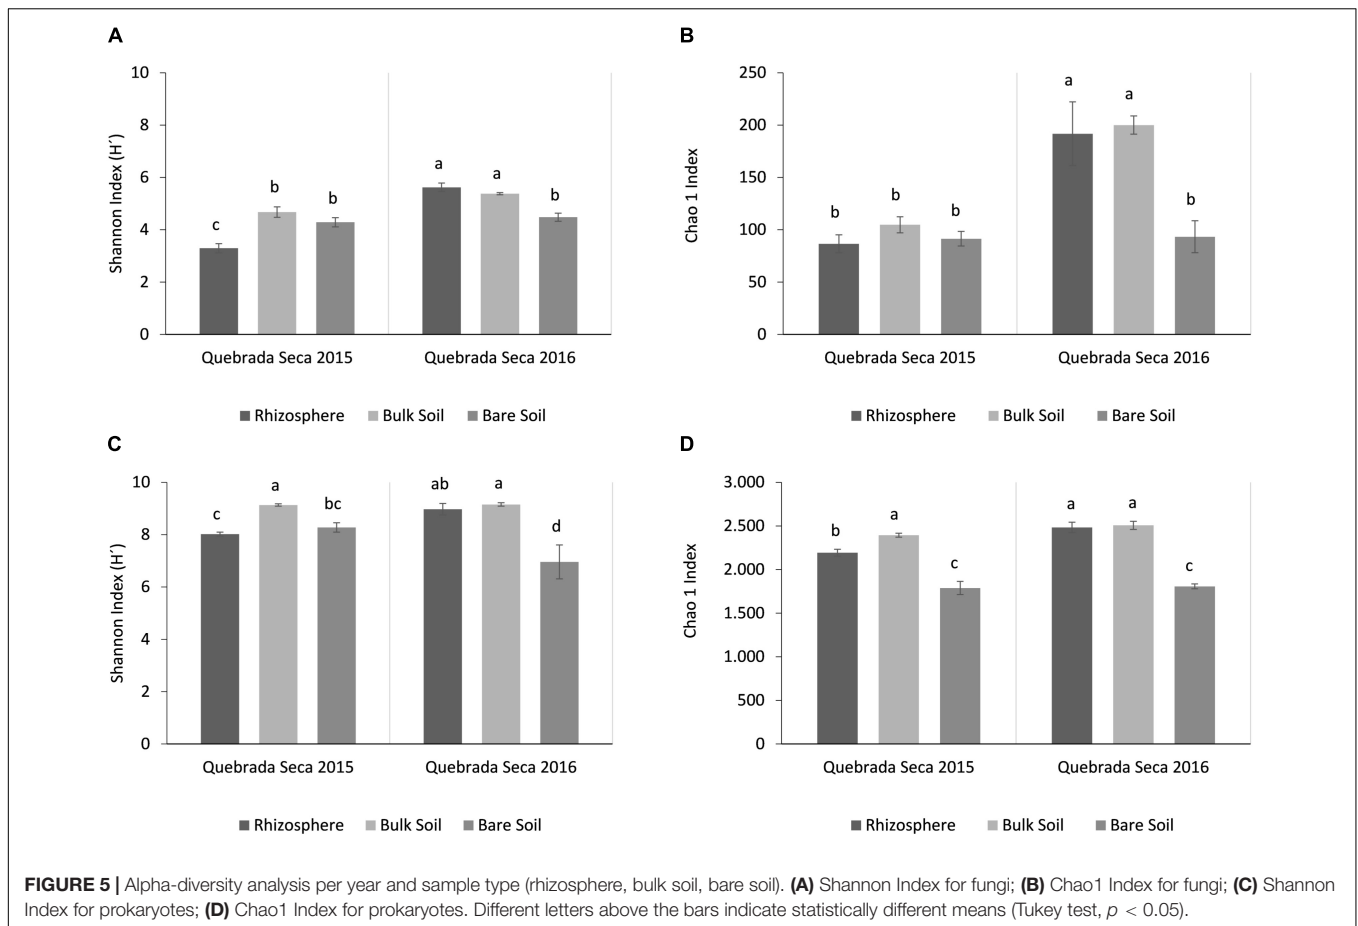 A
10
8
6
4
2
0
Shannon Index (H´)
c b b a a b
Quebrada Seca 2015 Quebrada Seca 2016
Rhizosphere Bulk Soil Bare Soil
B
250
200
150
100
50
0
Chao 1 Index
b b b a a b
Quebrada Seca 2015 Quebrada Seca 2016
Rhizosphere Bulk Soil Bare Soil
C
10
8
6
4
2
0
Shannon Index (H´)
c a bc ab a d
Quebrada Seca 2015 Quebrada Seca 2016
Rhizosphere Bulk Soil Bare Soil
D
3.000
2.500
2.000
1.500
1.000
500
0
Chao 1 Index
b a c a a c
Quebrada Seca 2015 Quebrada Seca 2016
Rhizosphere Bulk Soil Bare Soil
FIGURE 5 | Alpha-diversity analysis per year and sample type (rhizosphere, bulk soil, bare soil). (A) Shannon Index for fungi; (B) Chao1 Index for fungi; (C) Shannon
Index for prokaryotes; (D) Chao1 Index for prokaryotes. Different letters above the bars indicate statistically different means (Tukey test, p < 0.05).